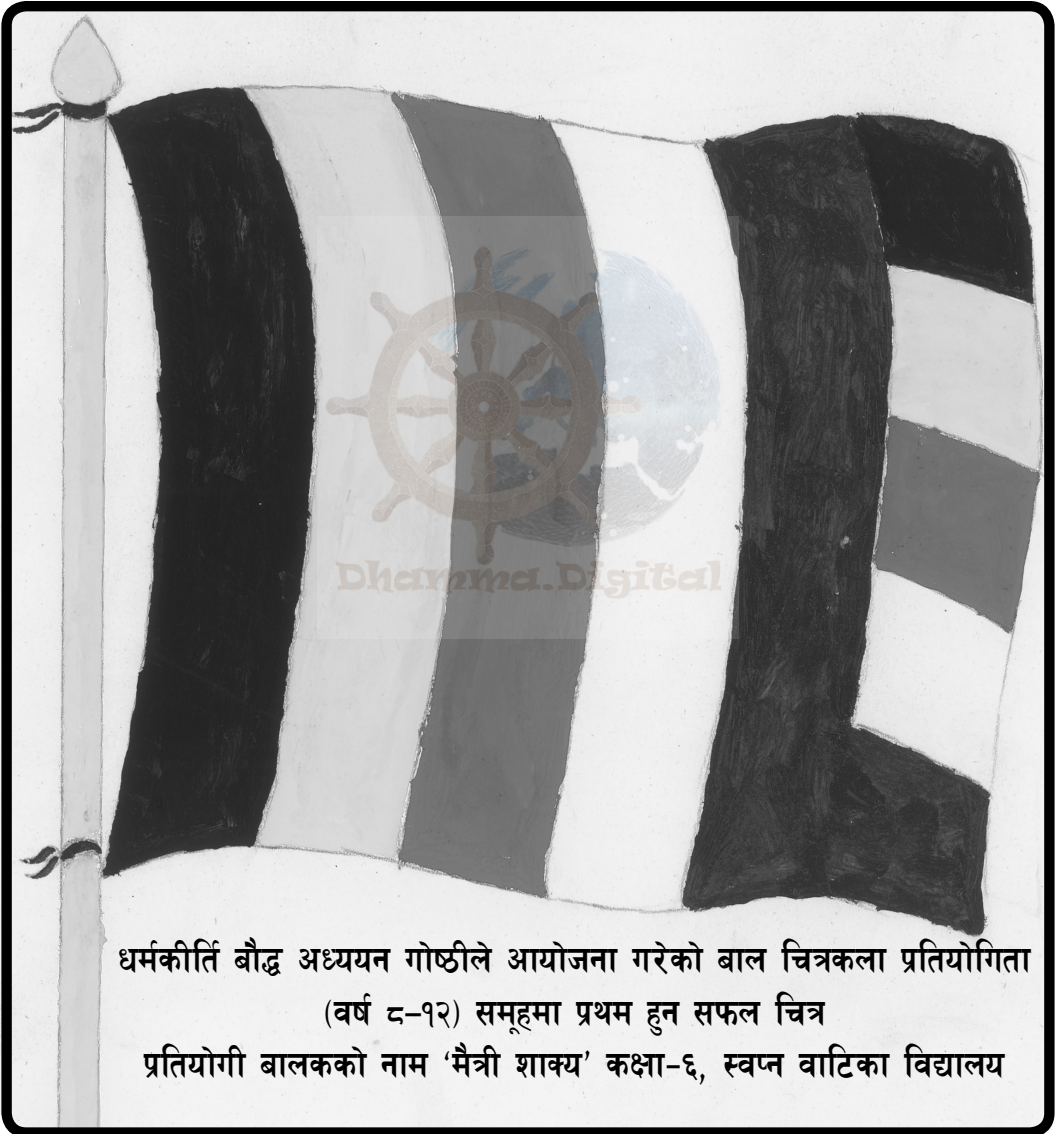 Dhamma.Digital
धर्मकीर्ति बौद्ध अध्ययन गोष्ठीले आयोजना गरेको बाल चित्रकला प्रतियोगिता
(वर्ष ८–१२) समूहमा प्रथम हुन सफल चित्र
प्रतियोगी बालकको नाम ‘मैत्री शाक्य’ कक्षा-६, स्वप्न वाटिका विद्यालय